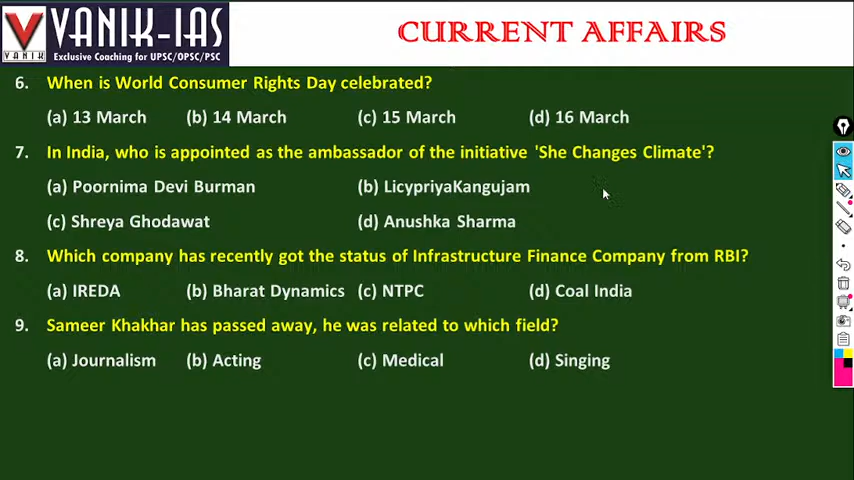 VANIK-IAS
VANIK
Exclusive Coaching for UPSC/OPSC/PSC
CURRENT AFFAIRS
6. When is World Consumer Rights Day celebrated?
(a) 13 March (b) 14 March (c) 15 March (d) 16 March
7. In India, who is appointed as the ambassador of the initiative 'She Changes Climate'?
(a) Poornima Devi Burman (b) LicypriyaKangujam
(c) Shreya Ghodawat (d) Anushka Sharma
8. Which company has recently got the status of Infrastructure Finance Company from RBI?
(a) IREDA (b) Bharat Dynamics (c) NTPC (d) Coal India
9. Sameer Khakhar has passed away, he was related to which field?
(a) Journalism (b) Acting (c) Medical (d) Singing